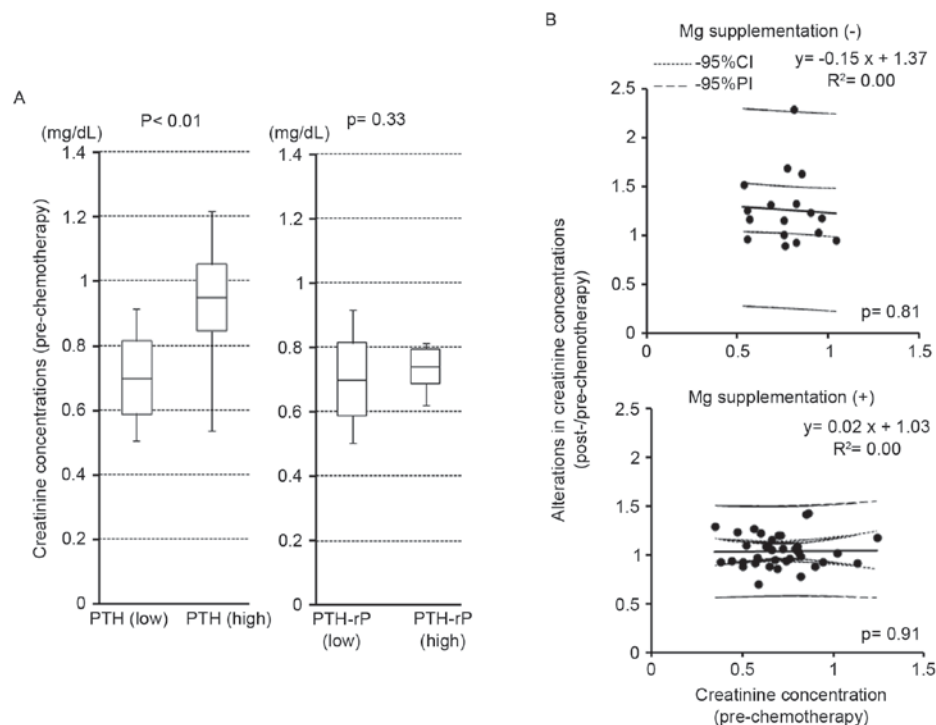 A
(mg/dL)
P< 0.01
p= 0.33
Creatinine concentrations (pre-chemotherapy)
1.4
1.2
1
0.8
0.6
0.4
0.2
0
PTH (low)
PTH (high)
1.4
1.2
1
0.8
0.6
0.4
0.2
0
PTH-rP
(low)
PTH-rP
(high)
B
Mg supplementation (-)
-95%CI
-95%PI
y= -0.15 x + 1.37
R²= 0.00
2.5
2
1.5
1
0.5
0
p= 0.81
0
0.5
1
1.5
Alterations in creatinine concentrations
(post-/pre-chemotherapy)
Mg supplementation (+)
y= 0.02 x + 1.03
R²= 0.00
2.5
2
1.5
1
0.5
0
p= 0.91
0
0.5
1
1.5
Creatinine concentration
(pre-chemotherapy)